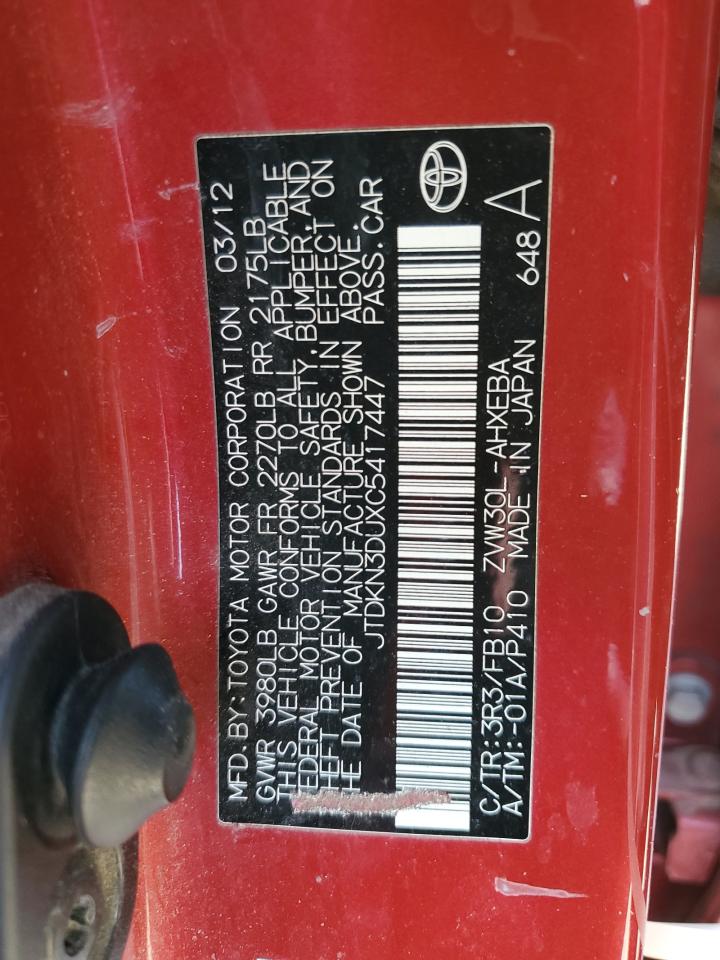 MFD. BY: TOYOTA MOTOR CORPORATION 03/12
GVWR 3980LB GAWR FR 2270LB RR 2175LB
THIS VEHICLE CONFORMS TO ALL APPLICABLE
FEDERAL MOTOR VEHICLE SAFETY, BUMPER, AND
THEFT PREVENTION STANDARDS IN EFFECT ON
THE DATE OF MANUFACTURE SHOWN ABOVE.
JTDKN3DUXC5417447 PASS. CAR
C/TR: 3R3/FB10 ZVW30L-AHXEBA 648 A
A/TM: -01A/P410 MADE IN JAPAN